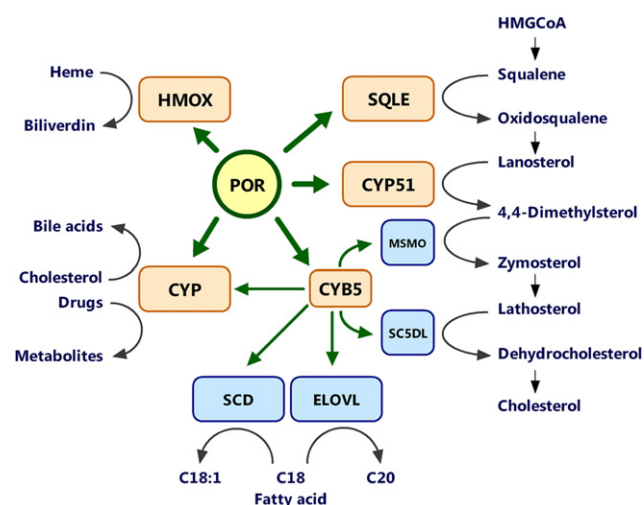 HMGCoA
Heme
HMOX
SQLE
Squalene
Biliverdin
Oxidosqualene
POR
CYP51
Lanosterol
4,4-Dimethylsterol
Bile acids
MSMO
Zymosterol
Cholesterol
CYP
CYB5
Drugs
Lathosterol
SC5DL
Metabolites
Dehydrocholesterol
SCD
ELOVL
Cholesterol
C18:1
C18
C20
Fatty acid